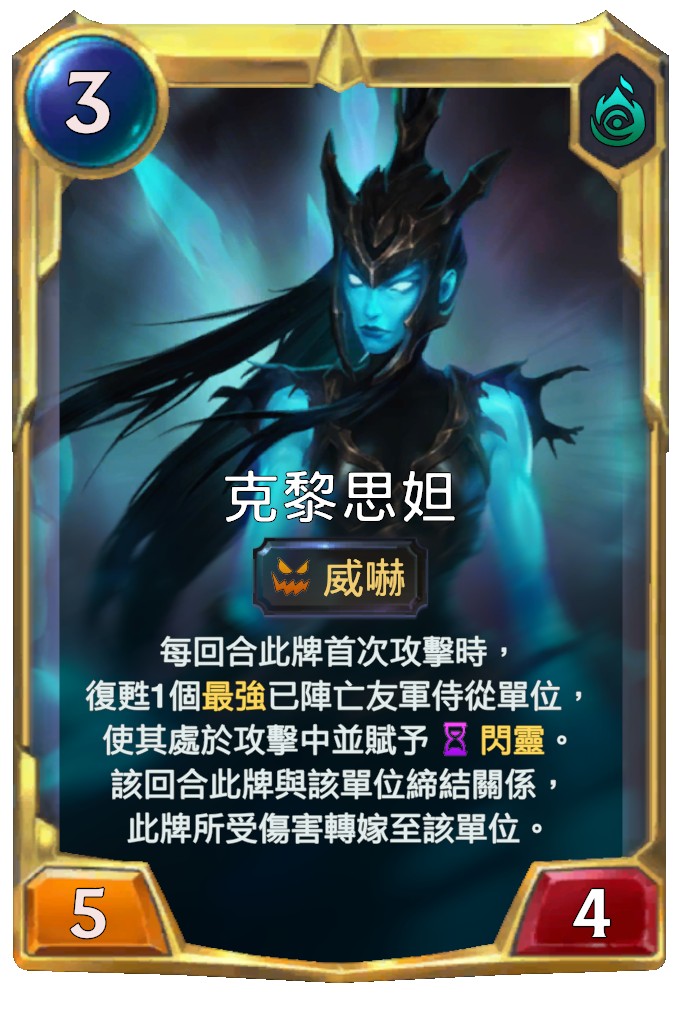 3
克黎思妲
威嚇
每回合此牌首次攻擊時，
復甦1個最強已陣亡友軍侍從單位，
使其處於攻擊中並賦予 閃靈。
該回合此牌與該單位締結關係，
此牌所受傷害轉嫁至該單位。
5
4